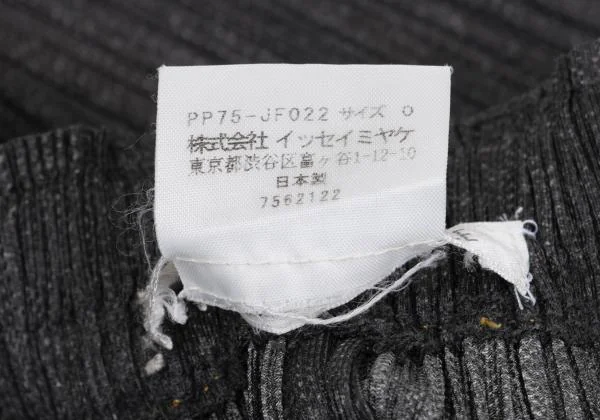 PP75-JF022 サイズ O
株式会社 イッセイミヤケ
東京都渋谷区富ヶ谷1-12-10
日本製
7562122